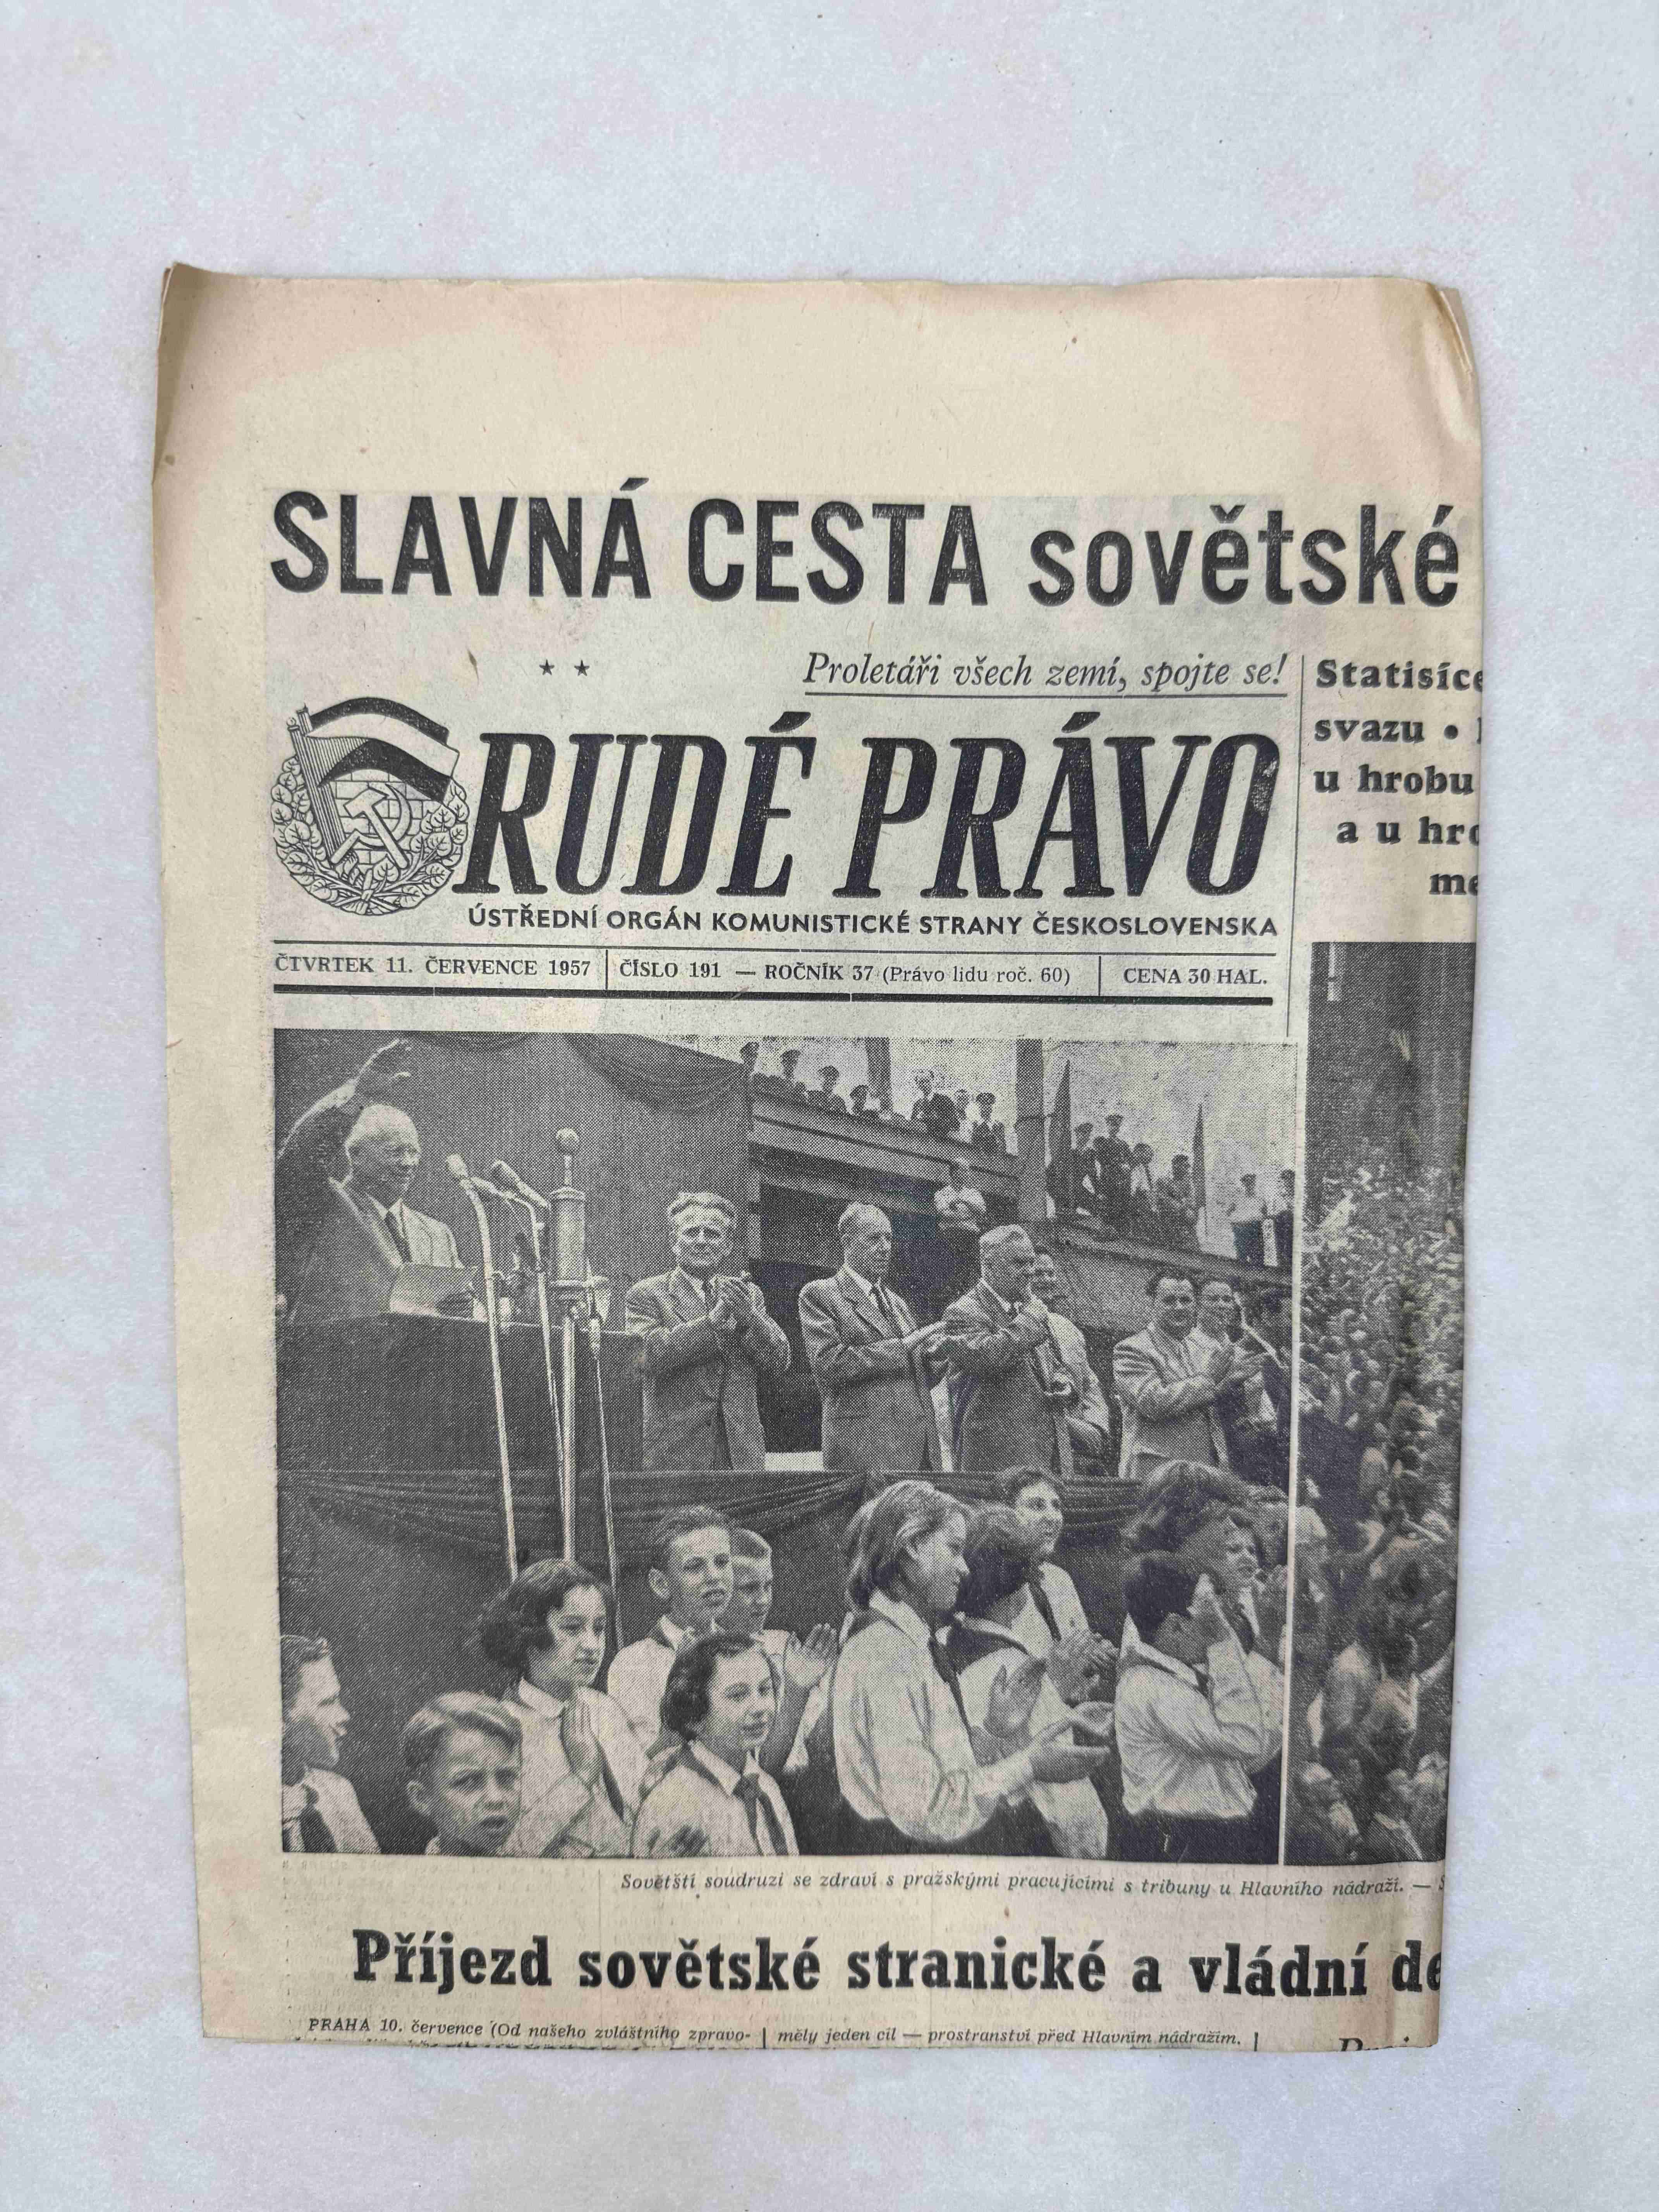 SLAVNÁ CESTA sovětské
★ ★
Proletáři všech zemí, spojte se!
RUDÉ PRÁVO
ÚSTŘEDNÍ ORGÁN KOMUNISTICKÉ STRANY ČESKOSLOVENSKA
ČTVRTEK 11. ČERVENCE 1957 | ČÍSLO 191 — ROČNÍK 37 (Právo lidu roč. 60) | CENA 30 HAL.
Statisíce
svazu •
u hrobu
a u
Sovětští soudruzi se zdraví s pražskými pracujícími s tribuny u Hlavního nádraží. —
Příjezd sovětské stranické a vládní
PRAHA 10. července (Od našeho zvláštního zpravo-
měly jeden cíl — prostranství před Hlavním nádražím.